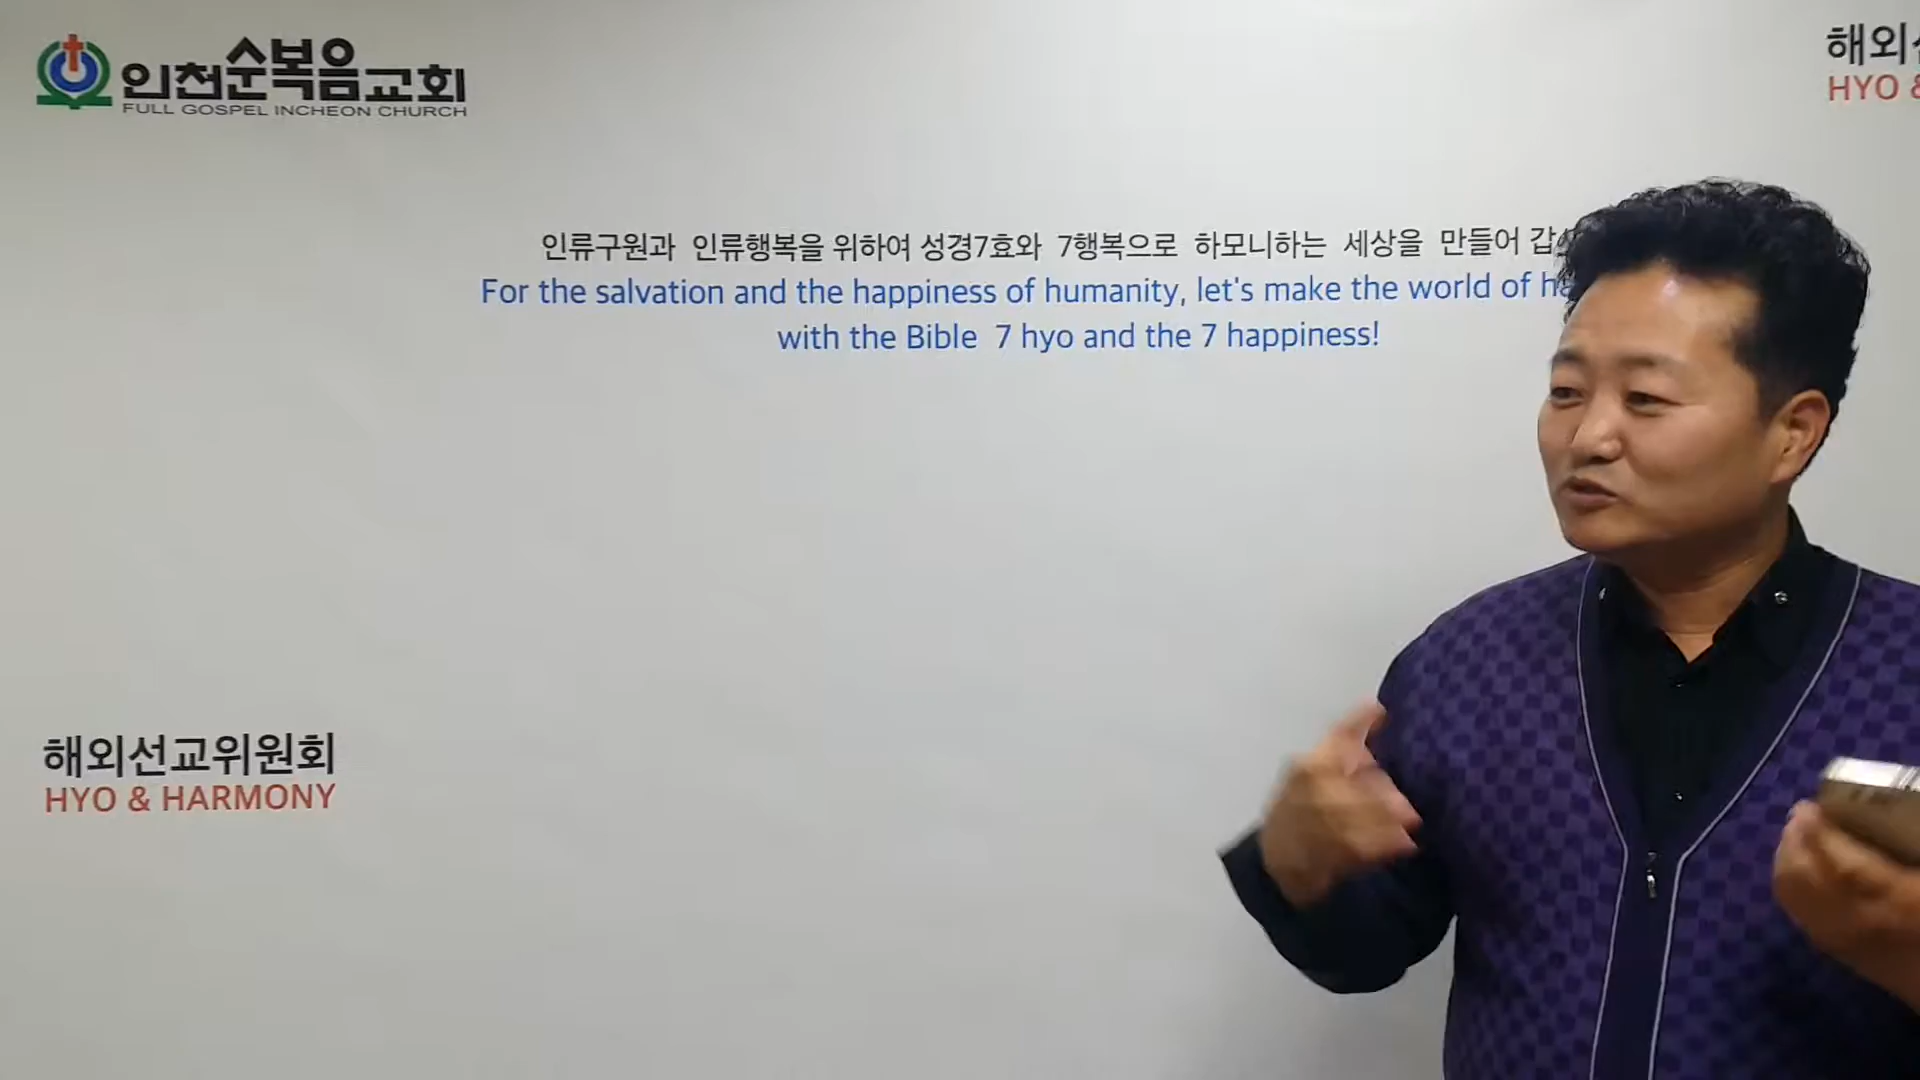 인천순복음교회
FULL GOSPEL INCHEON CHURCH
해외
HYO &
인류구원과 인류행복을 위하여 성경7효와 7행복으로 하모니하는 세상을 만들어
For the salvation and the happiness of humanity, let's make the world of
with the Bible 7 hyo and the 7 happiness!
해외선교위원회
HYO & HARMONY